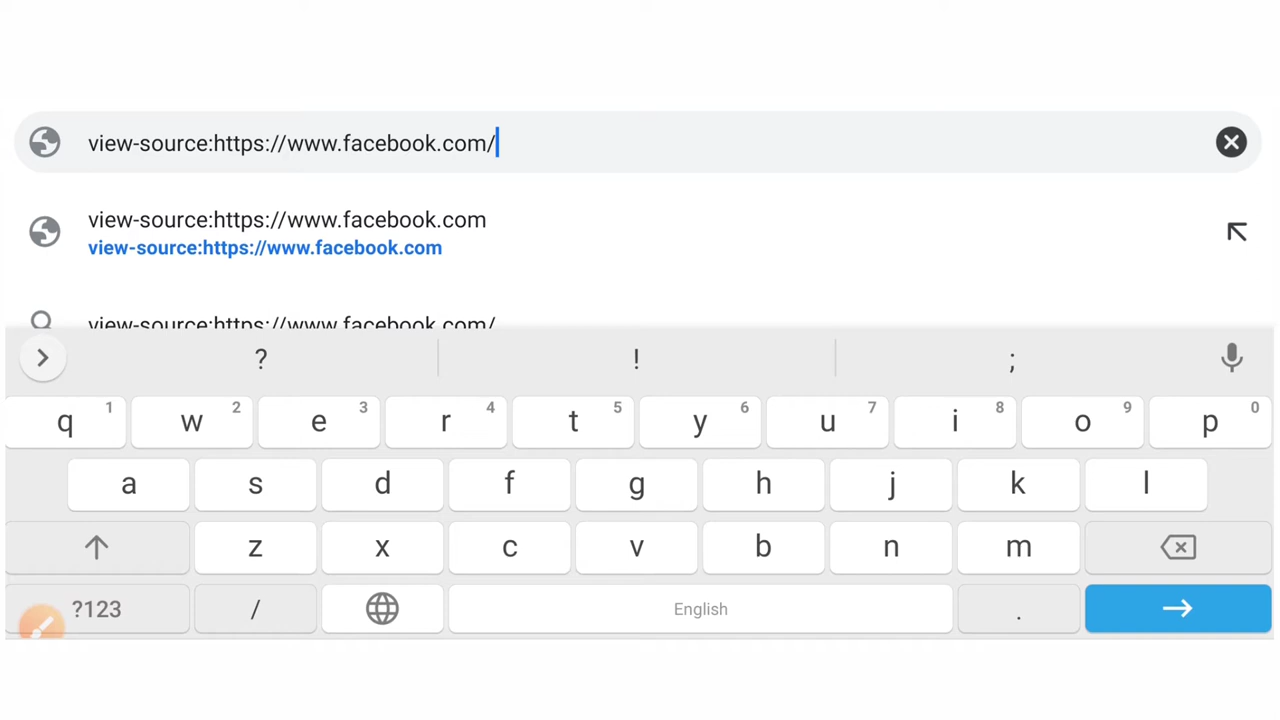 view-source:https://www.facebook.com/
view-source:https://www.facebook.com
view-source:https://www.facebook.com
view-source:https://www.facebook.com/
? ! ;
q 1 w 2 e 3 r 4 t 5 y 6 u 7 i 8 o 9 p 0
a s d f g h j k l
z x c v b n m
?123 / English .